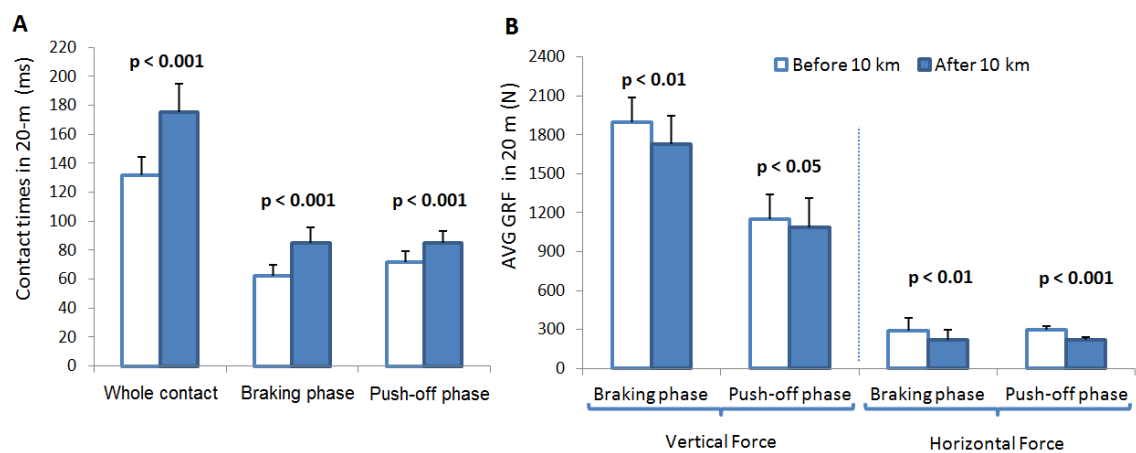 A
Contact times in 20-m (ms)
220
200
180
160
140
120
100
80
60
40
20
0
p < 0.001
p < 0.001
p < 0.001
Whole contact
Braking phase
Push-off phase
B
AVG GRF in 20 m (N)
2400
2100
1800
1500
1200
900
600
300
0
Before 10 km
After 10 km
p < 0.01
p < 0.05
p < 0.01
p < 0.001
Braking phase
Push-off phase
Braking phase
Push-off phase
Vertical Force
Horizontal Force